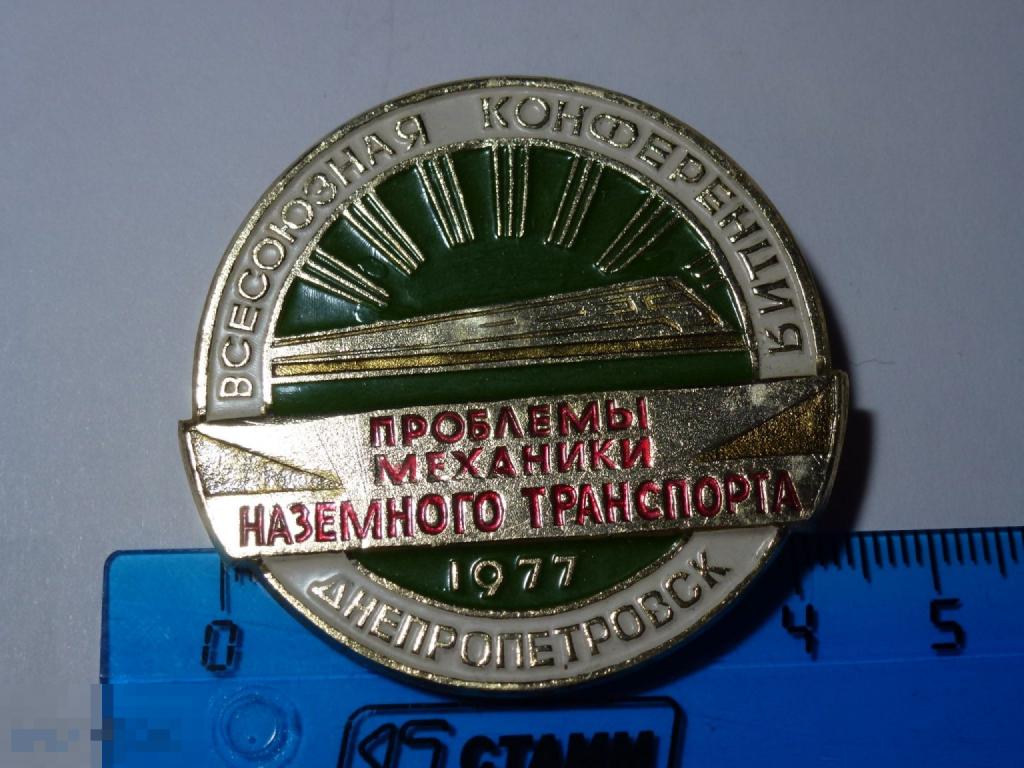 ВСЕСОЮЗНАЯ КОНФЕРЕНЦИЯ
ПРОБЛЕМЫ
МЕХАНИКИ
НАЗЕМНОГО ТРАНСПОРТА
1977
ДНЕПРОПЕТРОВСК
0 4 5
СТАММ